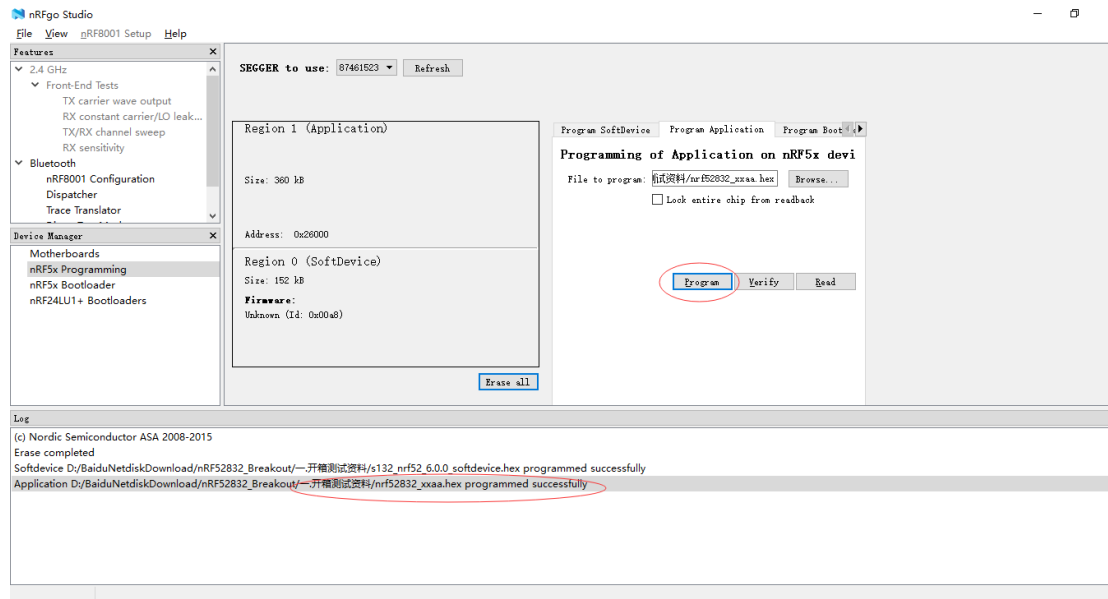 nRFgo Studio
File View nRF8001 Setup Help
Features
2.4 GHz
Front-End Tests
TX carrier wave output
RX constant carrier/LO leak...
TX/RX channel sweep
RX sensitivity
Bluetooth
nRF8001 Configuration
Dispatcher
Trace Translator
Device Manager
Motherboards
nRF5x Programming
nRF5x Bootloader
nRF24LU1+ Bootloaders
SEGGER to use: 87461523 Refresh
Region 1 (Application)
Size: 360 kB
Address: 0x26000
Region 0 (SoftDevice)
Size: 152 kB
Firmware:
Unknown (Id: 0x00a8)
Erase all
Program SoftDevice Program Application Program Boot
Programming of Application on nRF5x devi
File to program: 试资料/nrf52832_xxaa.hex Browse...
Lock entire chip from readback
Program Verify Read
Log
(c) Nordic Semiconductor ASA 2008-2015
Erase completed
Softdevice D:/BaiduNetdiskDownload/nRF52832_Breakout/一.开箱测试资料/s132_nrf52_6.0.0_softdevice.hex programmed successfully
Application D:/BaiduNetdiskDownload/nRF52832_Breakout/一.开箱测试资料/nrf52832_xxaa.hex programmed successfully